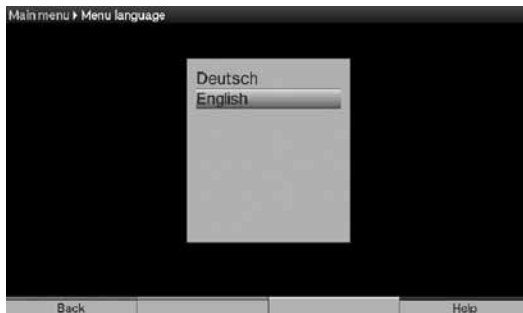 Main menu ▸ Menu language
Deutsch
English
Back
Help